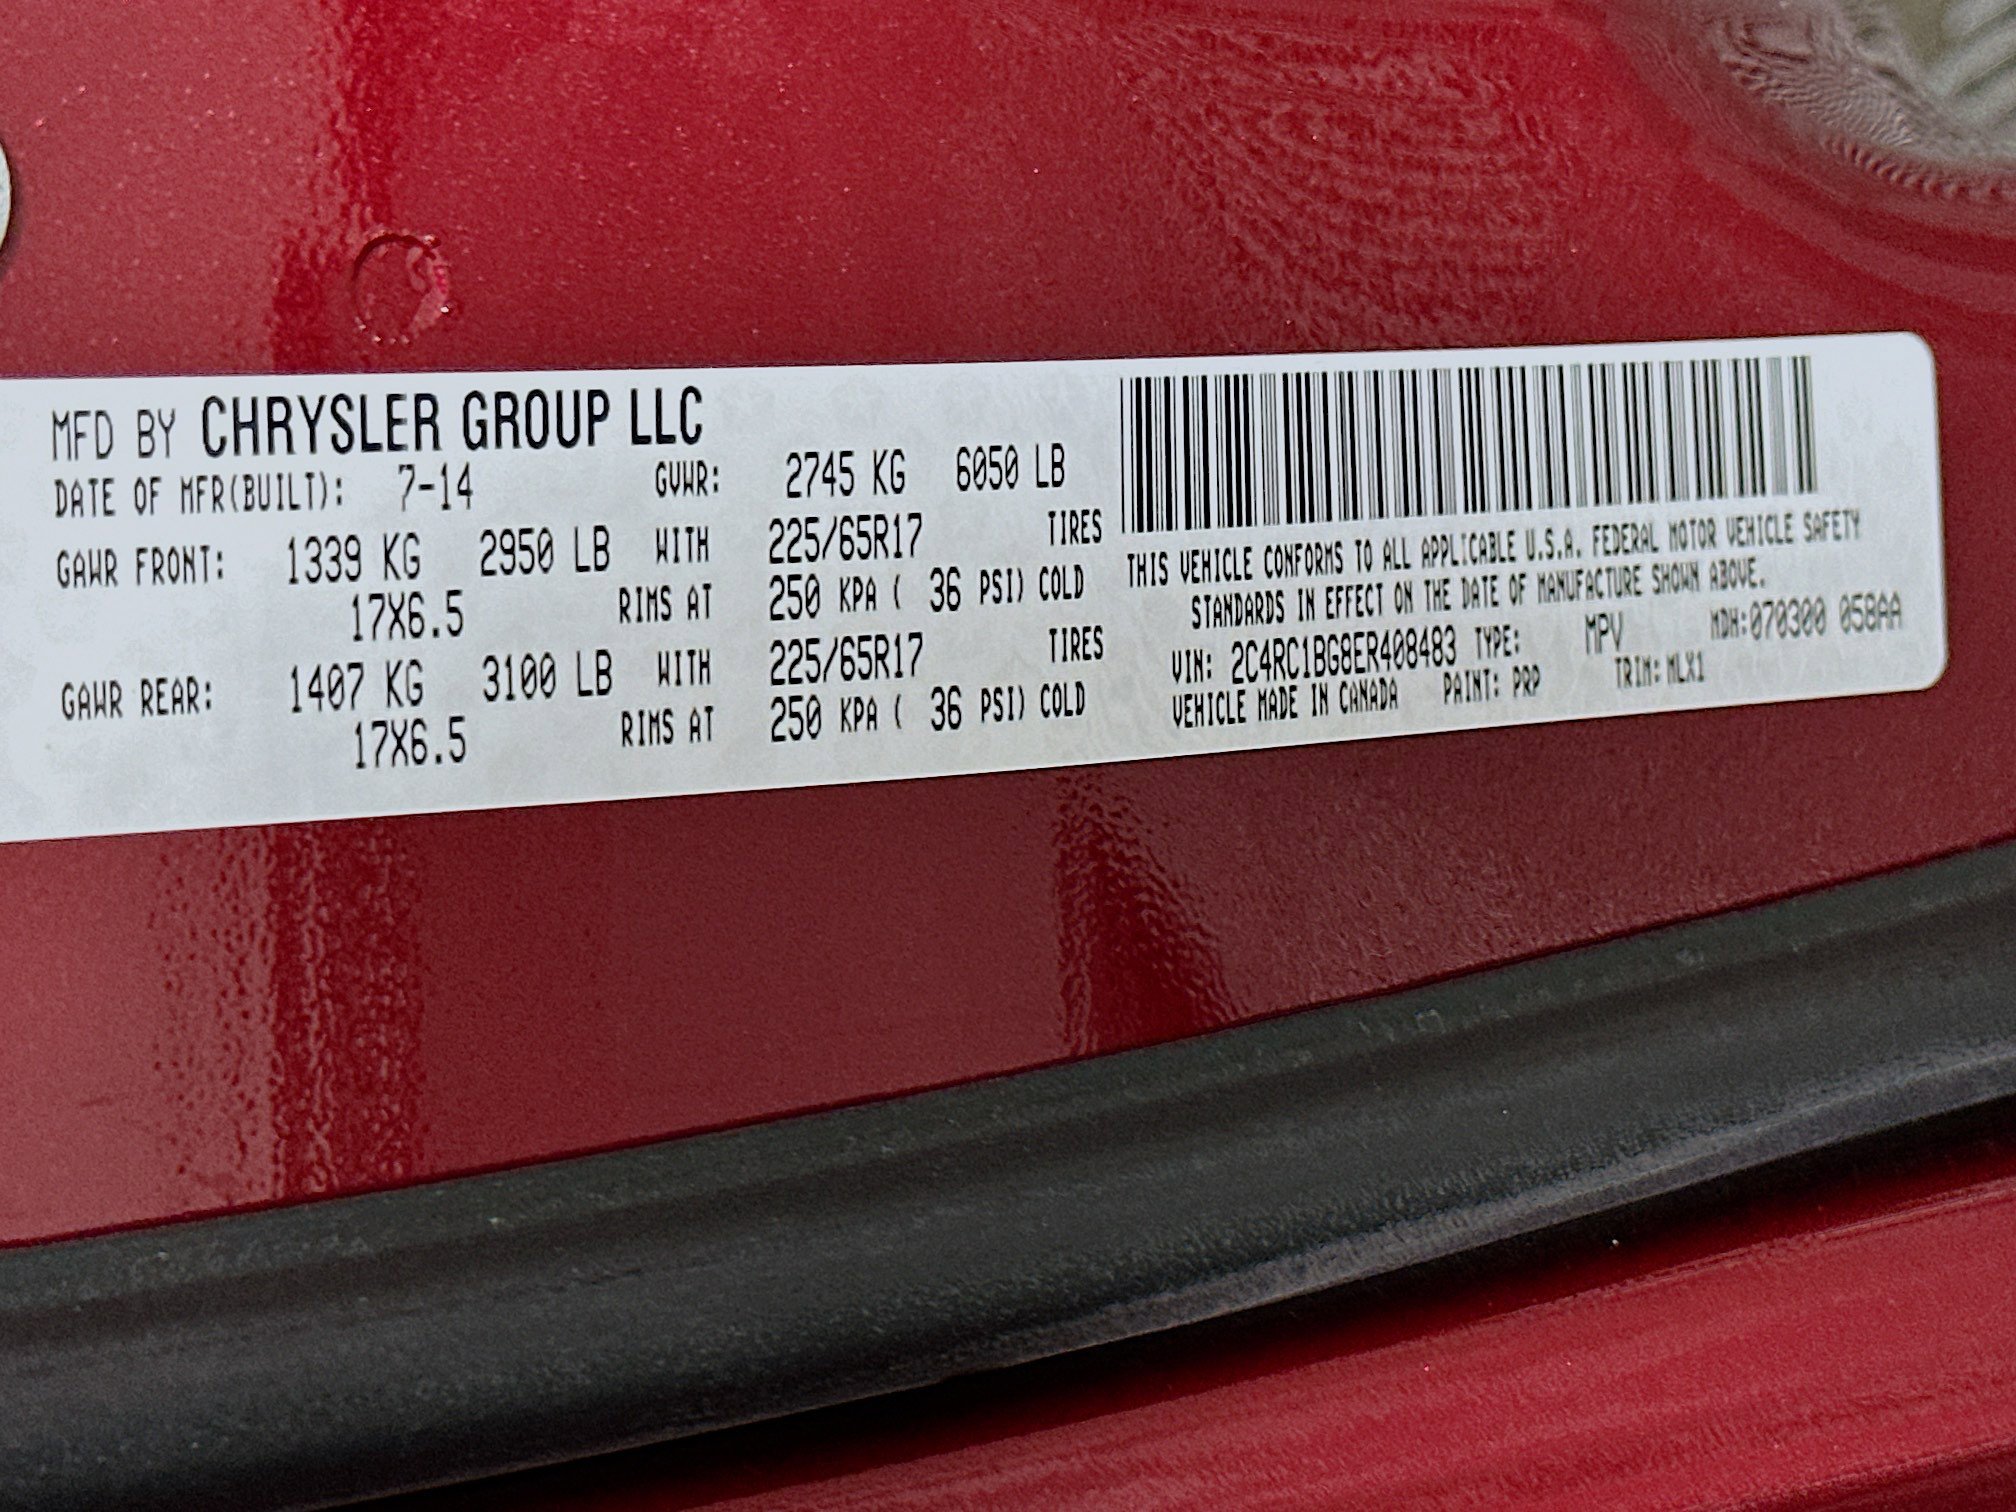 MFD BY CHRYSLER GROUP LLC
DATE OF MFR(BUILT): 7-14 GVWR: 2745 KG 6050 LB
GAWR FRONT: 1339 KG 2950 LB WITH 225/65R17 TIRES
17X6.5 RIMS AT 250 KPA ( 36 PSI) COLD
GAWR REAR: 1407 KG 3100 LB WITH 225/65R17 TIRES
17X6.5 RIMS AT 250 KPA ( 36 PSI) COLD
THIS VEHICLE CONFORMS TO ALL APPLICABLE U.S.A. FEDERAL MOTOR VEHICLE SAFETY
STANDARDS IN EFFECT ON THE DATE OF MANUFACTURE SHOWN ABOVE.
VIN: 2C4RC1BG8ER408483 TYPE: MPV MDH:070300 058AA
VEHICLE MADE IN CANADA PAINT: PRP TRIM: MLX1